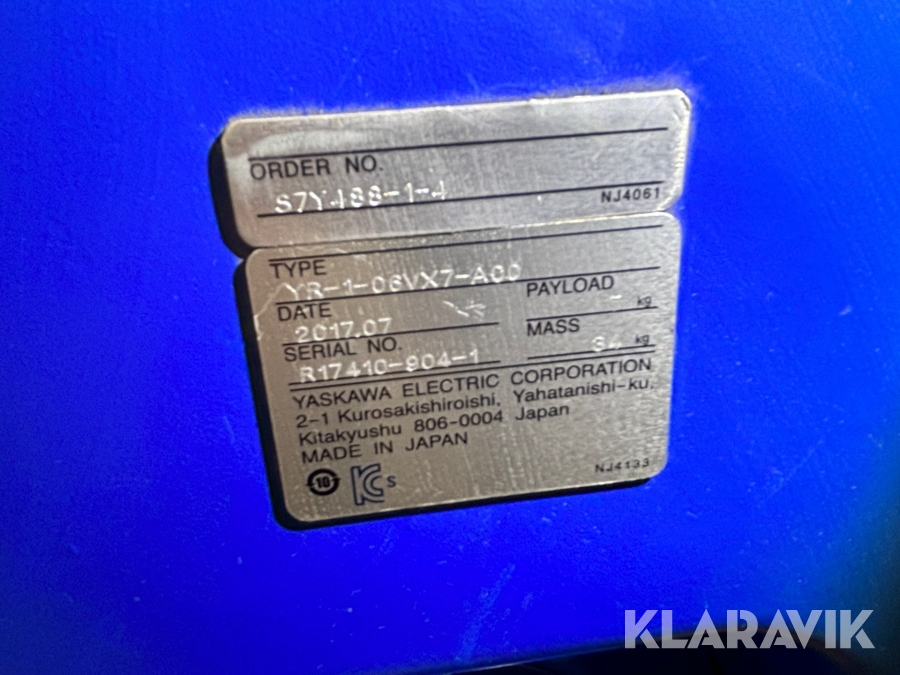 ORDER NO.
S7Y488-1-4
NJ4061
TYPE
YR-1-06VX7-A00
DATE
2017.07
PAYLOAD
- kg
SERIAL NO.
R17410-904-1
MASS
kg
YASKAWA ELECTRIC CORPORATION
2-1 Kurosakishiroishi, Yahatanishi-ku,
Kitakyushu 806-0004 Japan
MADE IN JAPAN
10
KC s
NJ4133
KLARAVIK